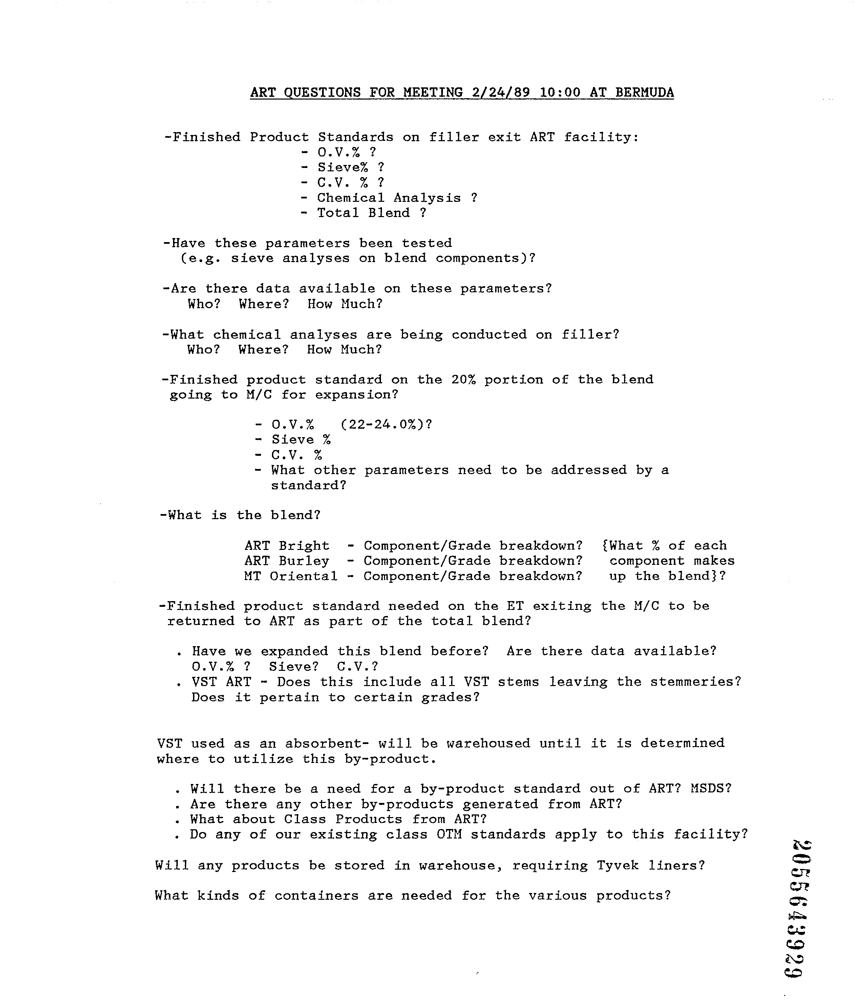 ART QUESTIONS FOR MEETING 2/24/89 10:00 AT BERMUDA
-Finished Product Standards on filler exit ART facility:
- O.V.% ?
- Sieve% ?
- C.V. % ?
- Chemical Analysis ?
- Total Blend ?
-Have these parameters been tested
(e.g. sieve analyses on blend components)?
-Are there data available on these parameters?
Who? Where? How Much?
-What chemical analyses are being conducted on filler?
Who? Where? How Much?
-Finished product standard on the 20% portion of the blend
going to M/C for expansion?
- O.V.% (22-24.0%)?
- Sieve %
- C.V. %
- What other parameters need to be addressed by a
standard?
-What is the blend?
ART Bright - Component/Grade breakdown? {What % of each
ART Burley - Component/Grade breakdown? component makes
MT Oriental - Component/Grade breakdown? up the blend}?
-Finished product standard needed on the ET exiting the M/C to be
returned to ART as part of the total blend?
. Have we expanded this blend before? Are there data available?
O.V.% ? Sieve? C.V.?
. VST ART - Does this include all VST stems leaving the stemmeries?
Does it pertain to certain grades?
VST used as an absorbent- will be warehoused until it is determined
where to utilize this by-product.
. Will there be a need for a by-product standard out of ART? MSDS?
. Are there any other by-products generated from ART?
. What about Class Products from ART?
. Do any of our existing class OTM standards apply to this facility?
Will any products be stored in warehouse, requiring Tyvek liners?
What kinds of containers are needed for the various products?
2055643929